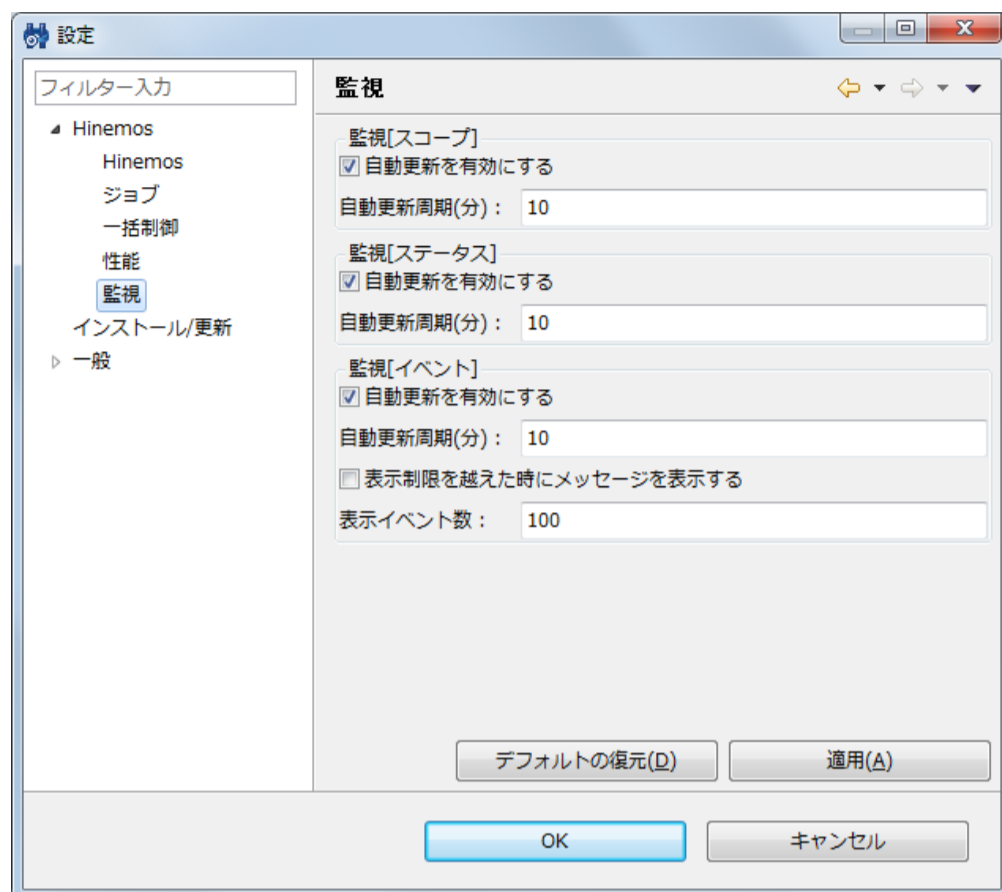 設定
フィルター入力
Hinemos
Hinemos
ジョブ
一括制御
性能
監視
インストール/更新
一般
監視
監視[スコープ]
自動更新を有効にする
自動更新周期(分)： 10
監視[ステータス]
自動更新を有効にする
自動更新周期(分)： 10
監視[イベント]
自動更新を有効にする
自動更新周期(分)： 10
表示制限を越えた時にメッセージを表示する
表示イベント数： 100
デフォルトの復元(D) 適用(A)
OK キャンセル